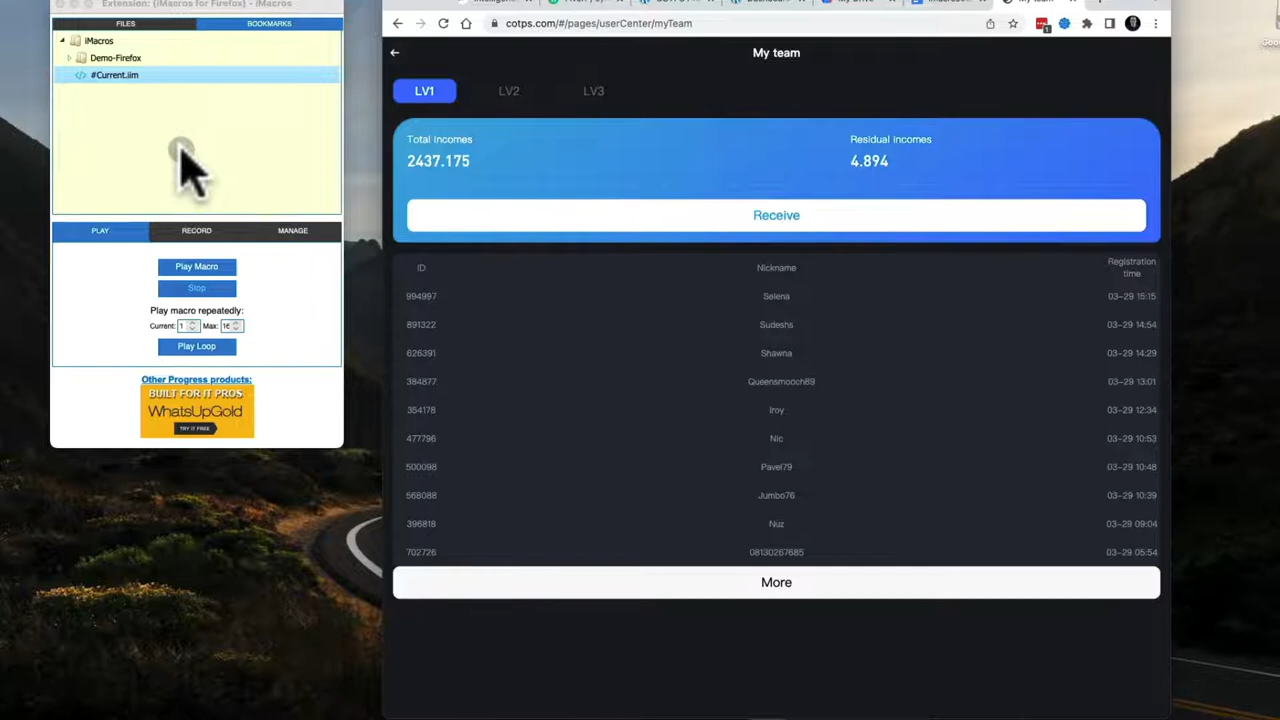 Extension: (iMacros for Firefox) - iMacros
FILES
BOOKMARKS
iMacros
Demo-Firefox
#Current.iim
PLAY
RECORD
MANAGE
Play Macro
Stop
Play macro repeatedly:
Current: 1 Max: 16
Play Loop
Other Progress products:
BUILT FOR IT PROS
WhatsUpGold
TRY IT FREE
cotps.com/#/pages/userCenter/myTeam
1
My team
LV1
LV2
LV3
Total incomes
2437.175
Residual incomes
4.894
Receive
ID
Nickname
Registration
time
994997
Selena
03-29 15:15
891322
Sudeshs
03-29 14:54
626391
Shawna
03-29 14:29
384877
Queensmooch89
03-29 13:01
354178
Iroy
03-29 12:34
477796
Nic
03-29 10:53
500098
Pavel79
03-29 10:48
568088
Jumbo76
03-29 10:39
396818
Nuz
03-29 09:04
702726
08130267685
03-29 05:54
More